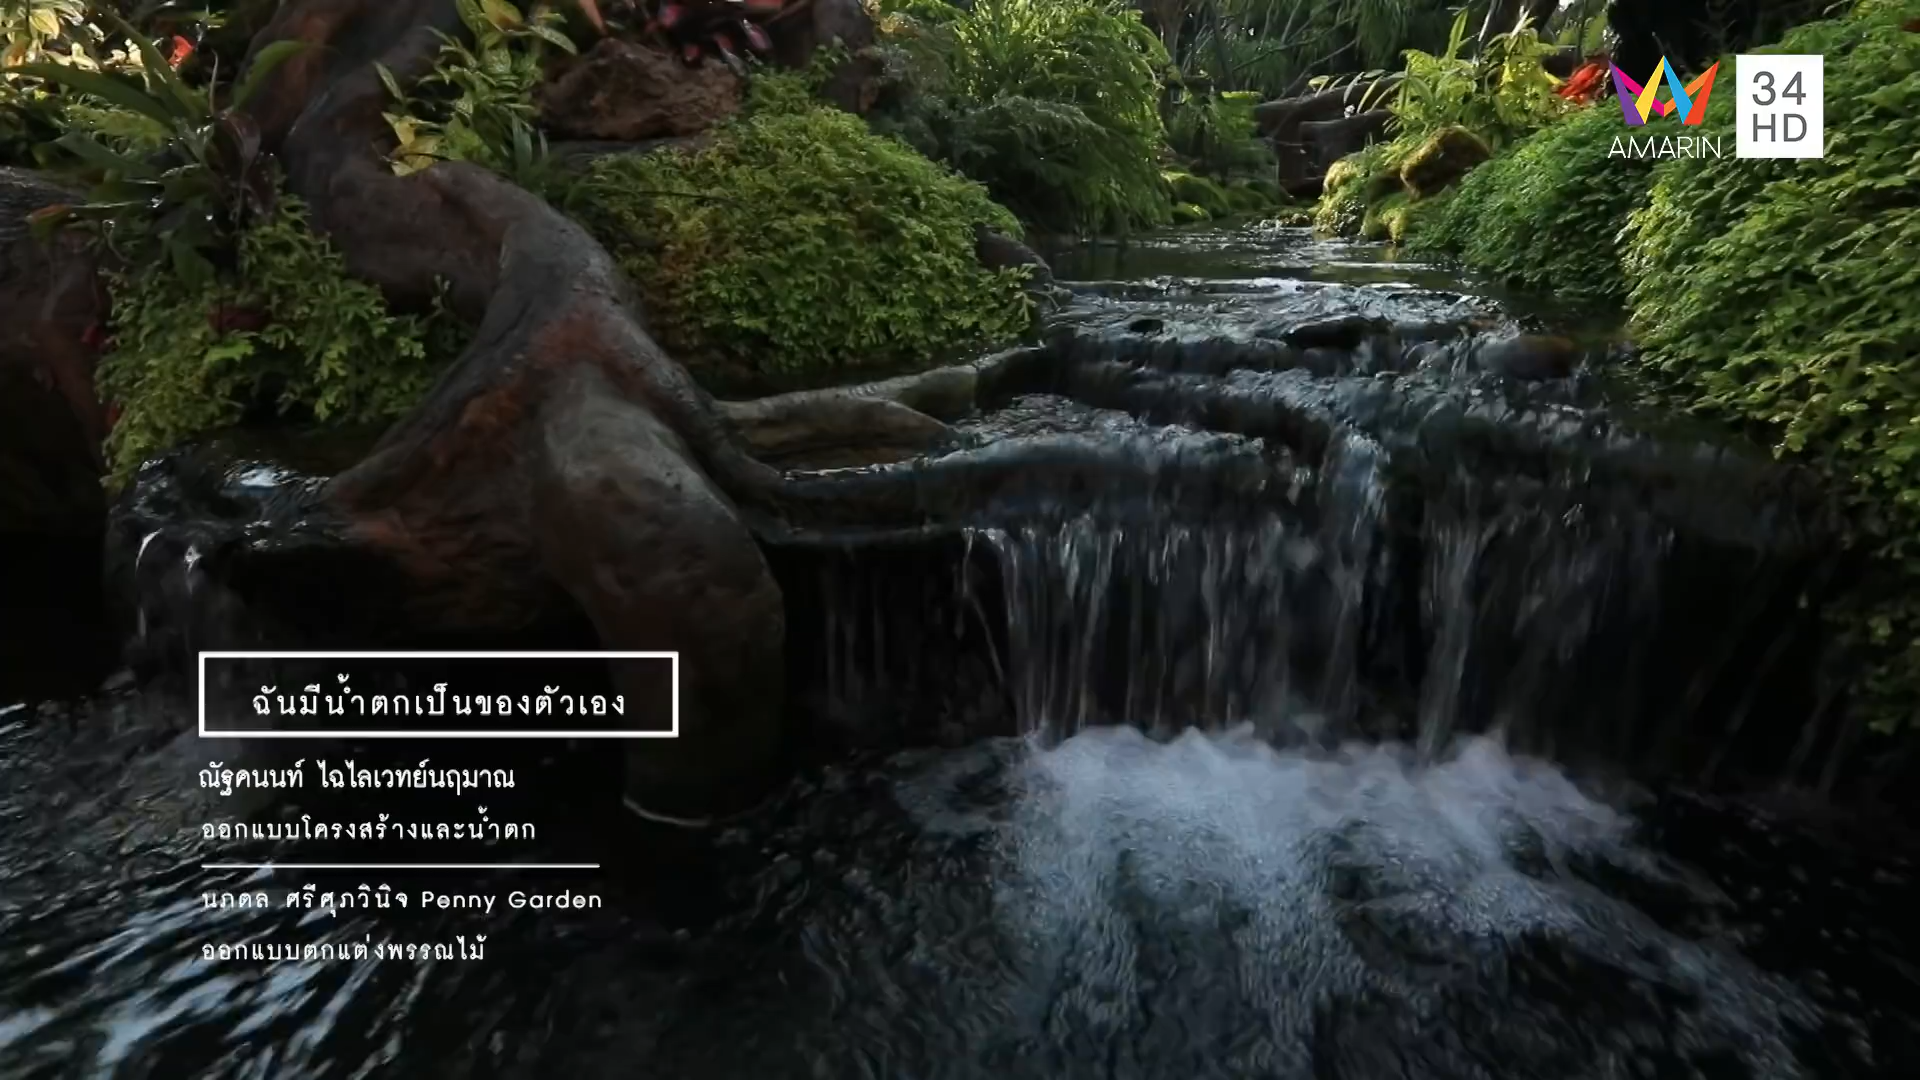 AMARIN
34
HD
ฉันมีน้ำตกเป็นของตัวเอง
ณัฐคนนท์ ไฉไลเวทย์นฤมาณ
ออกแบบโครงสร้างและน้ำตก
นภดล ศรีศุภวินิจ Penny Garden
ออกแบบตกแต่งพรรณไม้